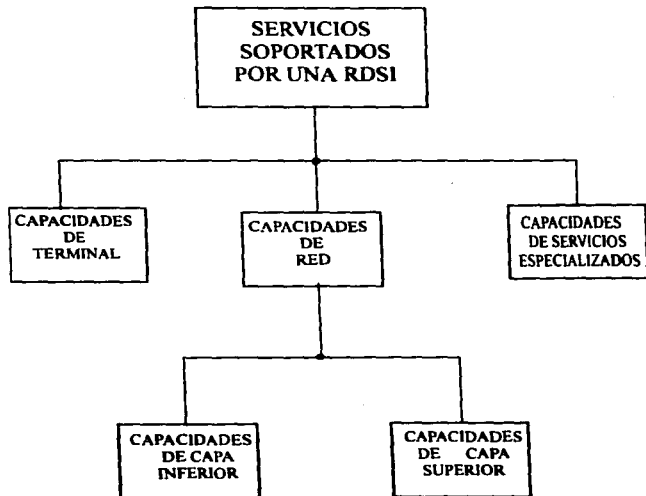 SERVICIOS
SOPORTADOS
POR UNA RDSI
CAPACIDADES
DE
TERMINAL
CAPACIDADES
DE
RED
CAPACIDADES
DE SERVICIOS
ESPECIALIZADOS
CAPACIDADES
DE CAPA
INFERIOR
CAPACIDADES
DE CAPA
SUPERIOR